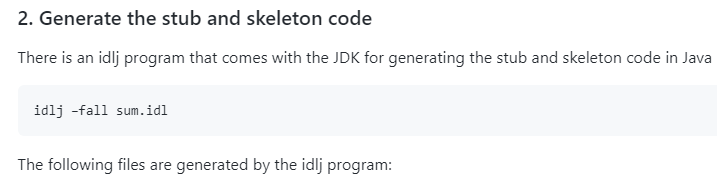 2. Generate the stub and skeleton code
There is an idlj program that comes with the JDK for generating the stub and skeleton code in Java
idlj –fall sum.idl
The following files are generated by the idlj program: